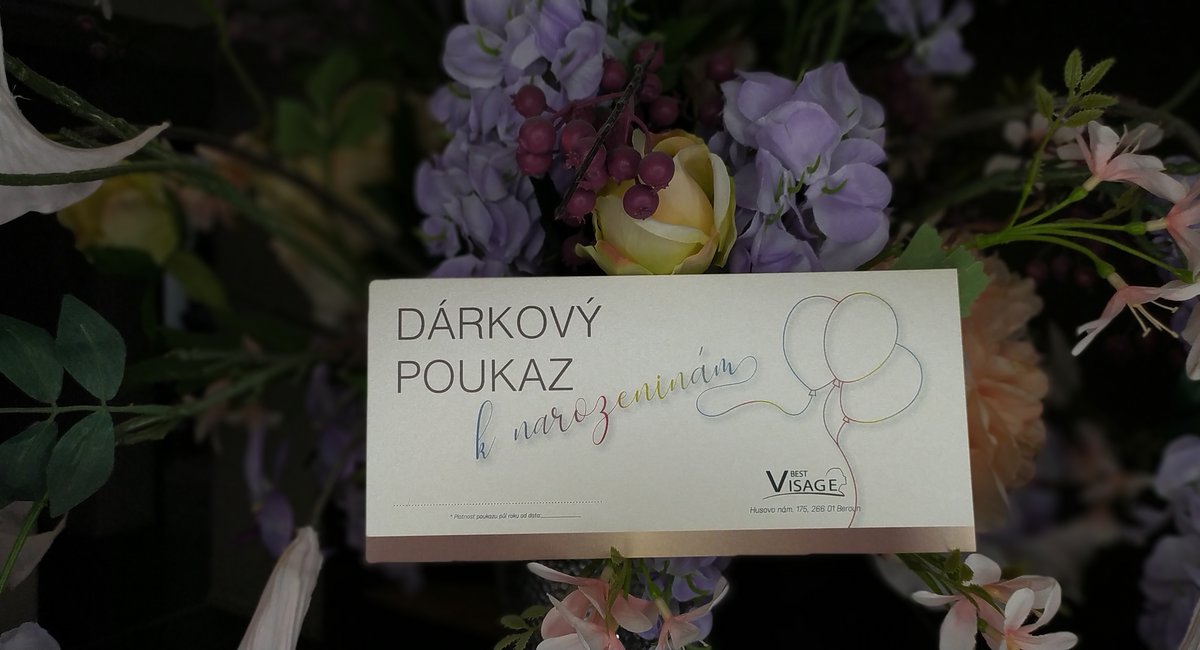 DÁRKOVÝ
POUKAZ
k narozeninám
BEST
VISAGE
* Platnost poukazu půl roku od data:
Husovo nám. 175, 266 01 Beroun